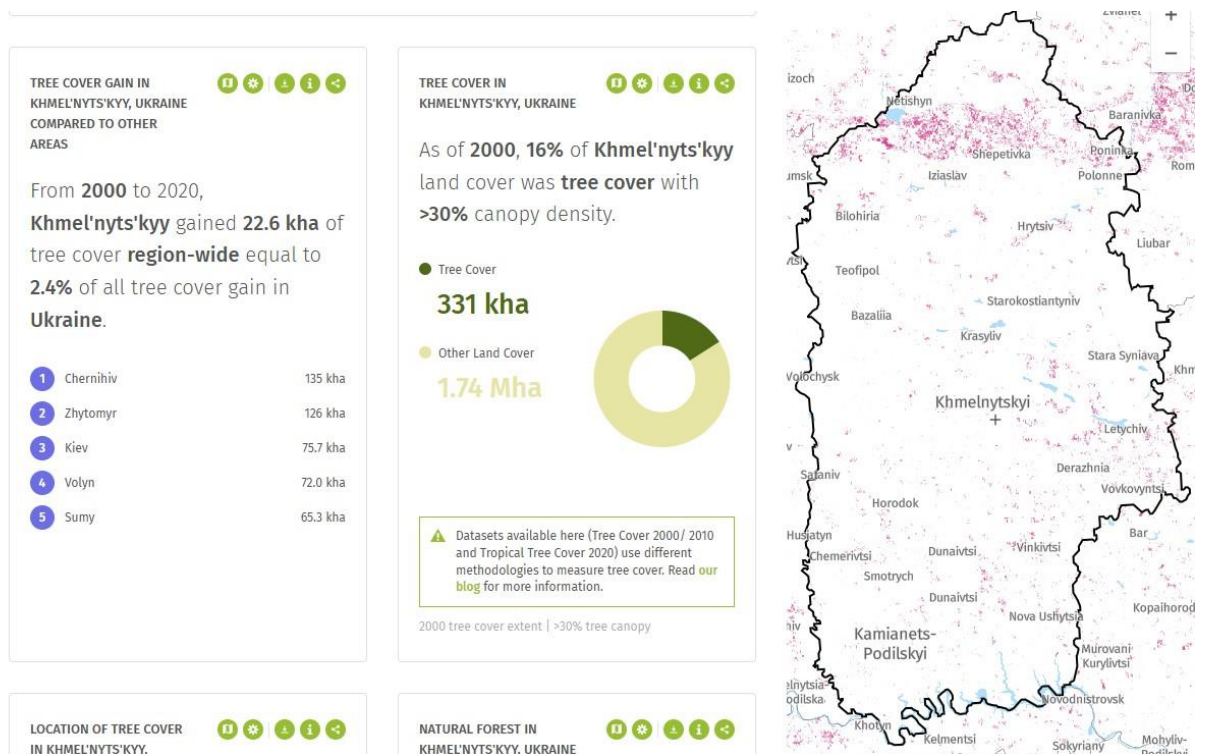 TREE COVER GAIN IN
KHMEL'NYTS'KYY, UKRAINE
COMPARED TO OTHER
AREAS
From 2000 to 2020,
Khmel'nyts'kyy gained 22.6 kha of
tree cover region-wide equal to
2.4% of all tree cover gain in
Ukraine.
1 Chernihiv 135 kha
2 Zhytomyr 126 kha
3 Kiev 75.7 kha
4 Volyn 72.0 kha
5 Sumy 65.3 kha
TREE COVER IN
KHMEL'NYTS'KYY, UKRAINE
As of 2000, 16% of Khmel'nyts'kyy
land cover was tree cover with
>30% canopy density.
Tree Cover
331 kha
Other Land Cover
1.74 Mha
Datasets available here (Tree Cover 2000/ 2010
and Tropical Tree Cover 2020) use different
methodologies to measure tree cover. Read our
blog for more information.
2000 tree cover extent | >30% tree canopy
LOCATION OF TREE COVER
IN KHMEL'NYTS'KYY,
NATURAL FOREST IN
KHMEL'NYTS'KYY, UKRAINE
+
−
izoch
Netishyn
Baranivka
Shepetivka
Poninka
Rom
umsk
Iziaslav
Polonne
Bilohiria
Hrytsiv
Liubar
Teofipol
Starokostiantyniv
Bazaliia
Krasyliv
Stara Syniava
Khm
Volochysk
Khmelnytskyi
Letychiv
Derazhnia
Sataniv
Vovkovyntsi
Horodok
Husiatyn
Bar
Chemerivtsi
Dunaivtsi
Vinkivtsi
Smotrych
Dunaivtsi
Nova Ushytsia
Kopaihorod
Kamianets-
Podilskyi
Murovani
Kurylivtsi
elnytsia-
odilska
Novodnistrovsk
Khotyn
Kelmentsi
Sokyriany
Mohyliv-